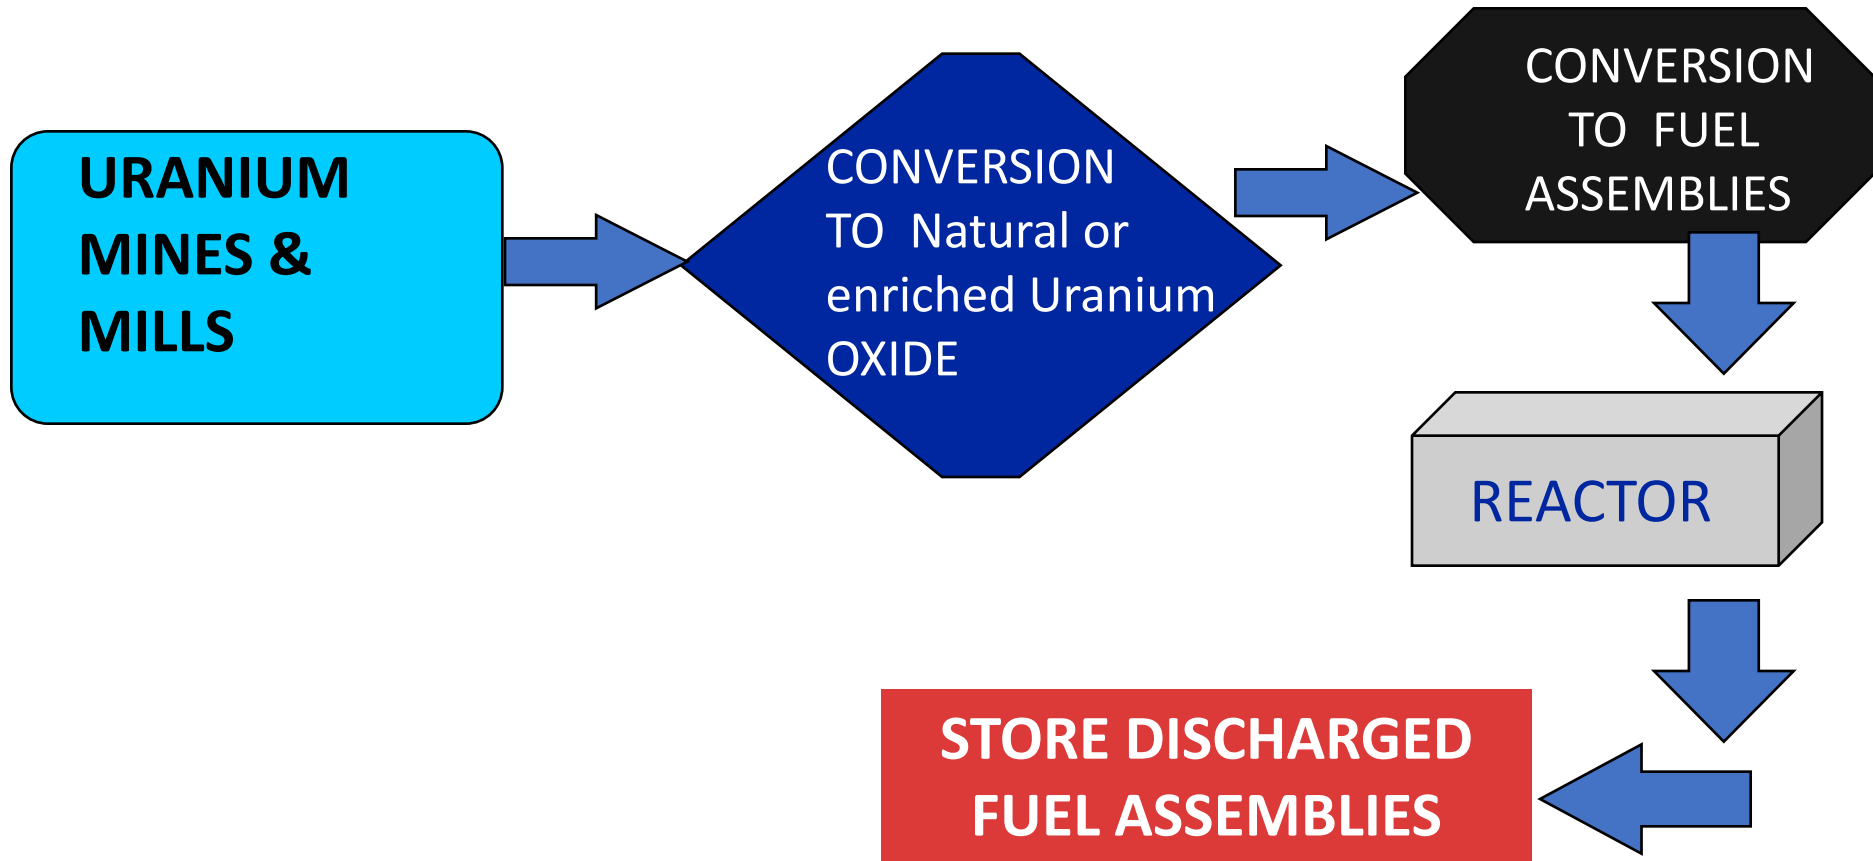 URANIUM
MINES &
MILLS
CONVERSION
TO  Natural or
enriched Uranium
OXIDE
CONVERSION
TO  FUEL
ASSEMBLIES
REACTOR
STORE DISCHARGED
FUEL ASSEMBLIES